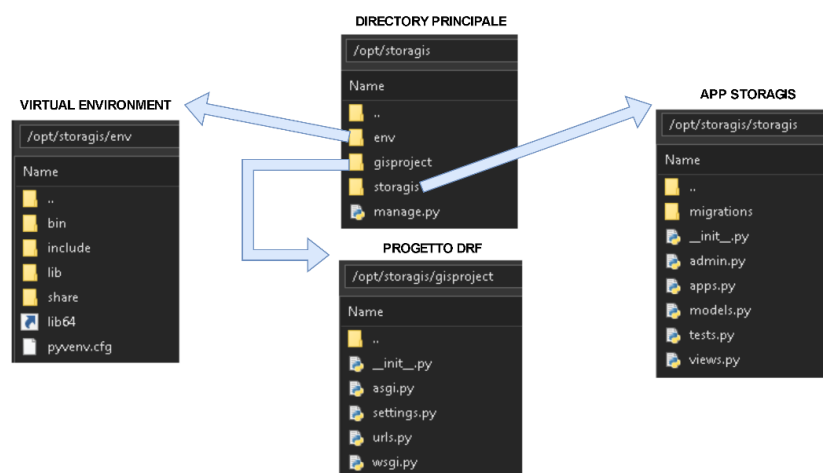 DIRECTORY PRINCIPALE
/opt/storagis
Name
..
env
gisproject
storagis
manage.py
VIRTUAL ENVIRONMENT
/opt/storagis/env
Name
..
bin
include
lib
share
lib64
pyvenv.cfg
PROGETTO DRF
/opt/storagis/gisproject
Name
..
__init__.py
asgi.py
settings.py
urls.py
wsgi.py
APP STORAGIS
/opt/storagis/storagis
Name
..
migrations
__init__.py
admin.py
apps.py
models.py
tests.py
views.py